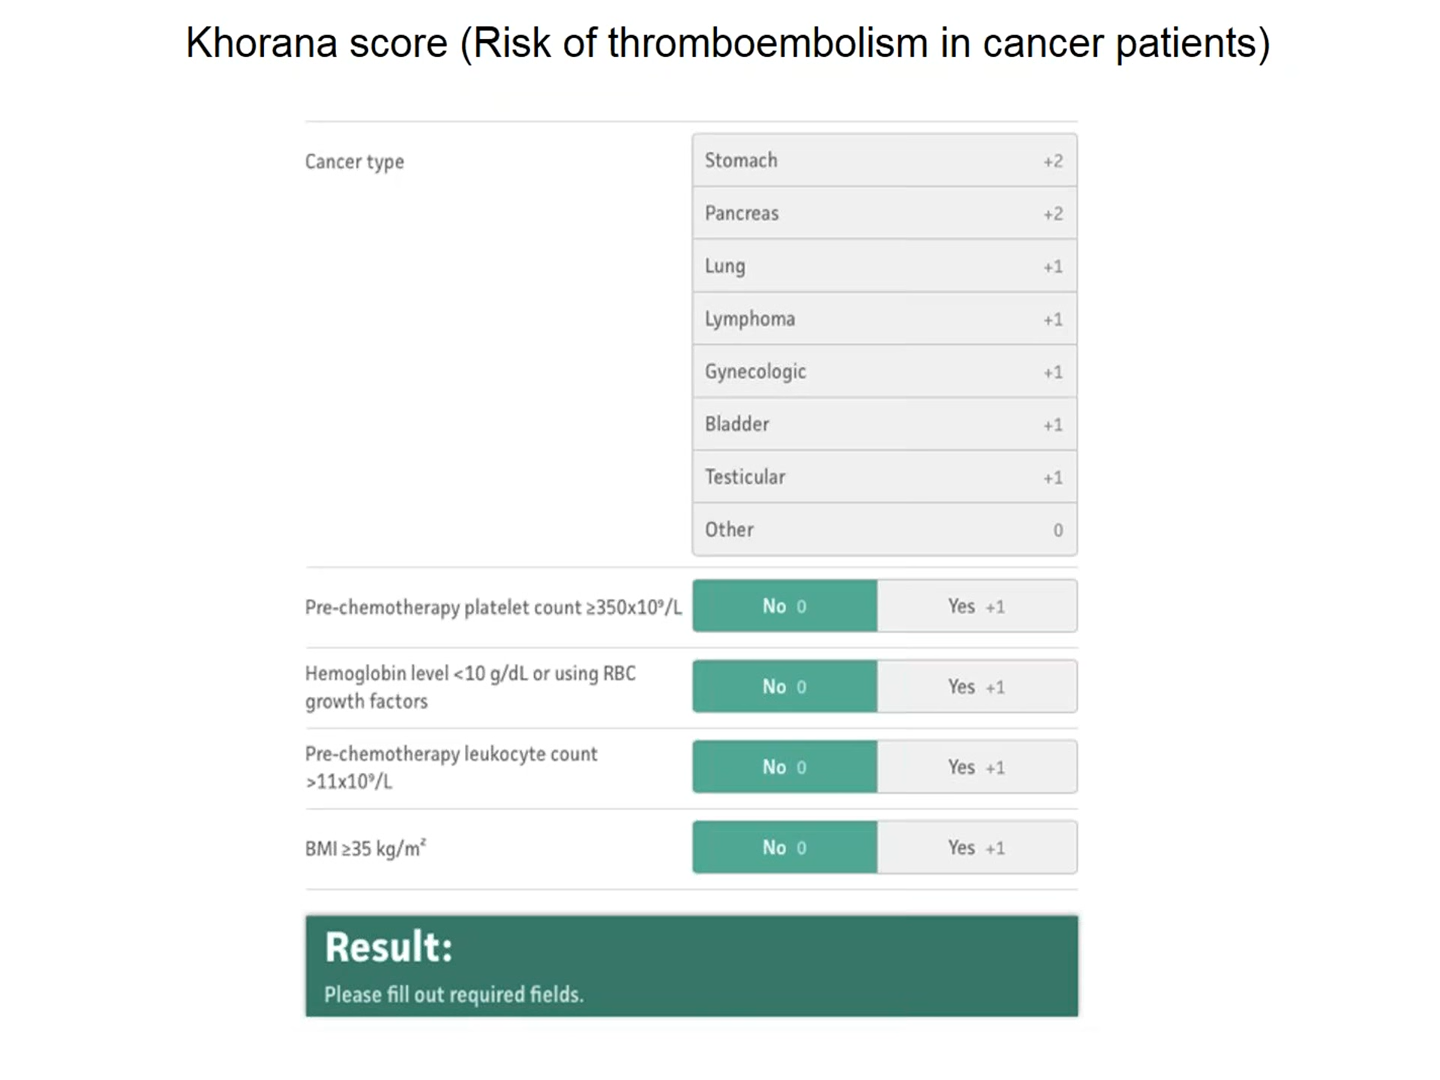 Khorana score (Risk of thromboembolism in cancer patients)
Cancer type
Stomach +2
Pancreas +2
Lung +1
Lymphoma +1
Gynecologic +1
Bladder +1
Testicular +1
Other 0
Pre-chemotherapy platelet count ≥350x10⁹/L No 0 Yes +1
Hemoglobin level <10 g/dL or using RBC
growth factors
No 0 Yes +1
Pre-chemotherapy leukocyte count
>11x10⁹/L
No 0 Yes +1
BMI ≥35 kg/m² No 0 Yes +1
Result:
Please fill out required fields.